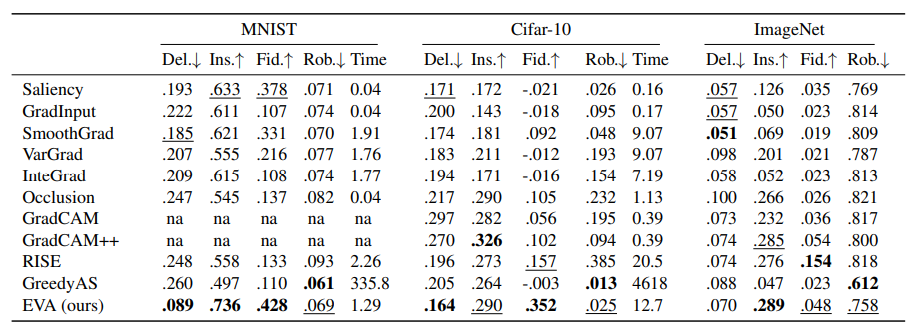 MNIST Cifar-10 ImageNet
Del.↓ Ins.↑ Fid.↑ Rob.↓ Time Del.↓ Ins.↑ Fid.↑ Rob.↓ Time Del.↓ Ins.↑ Fid.↑ Rob.↓
Saliency .193 .633 .378 .071 0.04 .171 .172 -.021 .026 0.16 .057 .126 .035 .769
GradInput .222 .611 .107 .074 0.04 .200 .143 -.018 .095 0.17 .057 .050 .023 .814
SmoothGrad .185 .621 .331 .070 1.91 .174 .181 .092 .048 9.07 .051 .069 .019 .809
VarGrad .207 .555 .216 .077 1.76 .183 .211 -.012 .193 9.07 .098 .201 .021 .787
InteGrad .209 .615 .108 .074 1.77 .194 .171 -.016 .154 7.19 .058 .052 .023 .813
Occlusion .247 .545 .137 .082 0.04 .217 .290 .105 .232 1.13 .100 .266 .026 .821
GradCAM na na na na na .297 .282 .056 .195 0.39 .073 .232 .036 .817
GradCAM++ na na na na na .270 .326 .102 .094 0.39 .074 .285 .054 .800
RISE .248 .558 .133 .093 2.26 .196 .273 .157 .385 20.5 .074 .276 .154 .818
GreedyAS .260 .497 .110 .061 335.8 .205 .264 -.003 .013 4618 .088 .047 .023 .612
EVA (ours) .089 .736 .428 .069 1.29 .164 .290 .352 .025 12.7 .070 .289 .048 .758